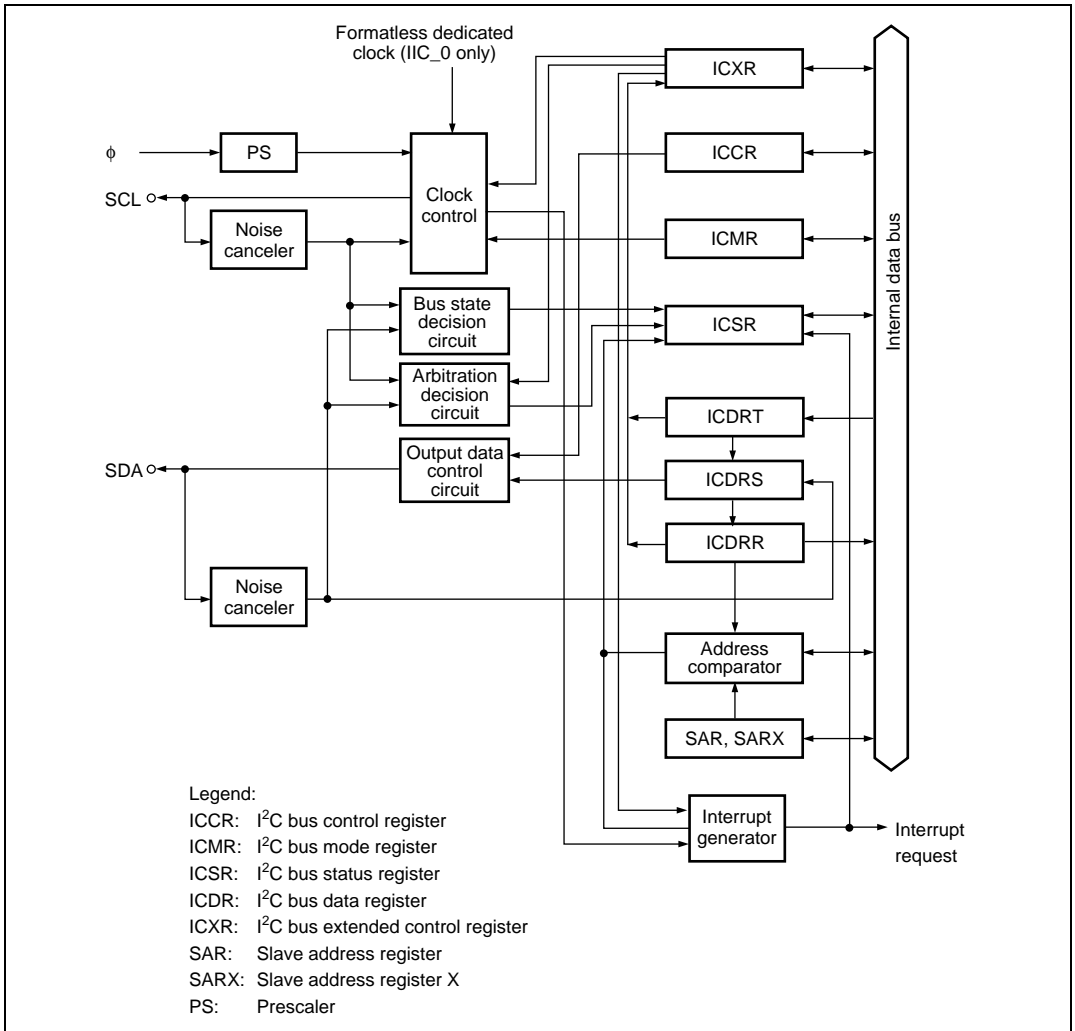 Formatless dedicated
clock (IIC_0 only)
ICXR
φ
PS
ICCR
SCL
Clock
control
Noise
canceler
ICMR
Internal data bus
Bus state
decision
circuit
ICSR
Arbitration
decision
circuit
ICDRT
SDA
Output data
control
circuit
ICDRS
ICDRR
Noise
canceler
Address
comparator
SAR, SARX
Interrupt
generator
Interrupt
request
Legend:
ICCR: I²C bus control register
ICMR: I²C bus mode register
ICSR: I²C bus status register
ICDR: I²C bus data register
ICXR: I²C bus extended control register
SAR: Slave address register
SARX: Slave address register X
PS: Prescaler